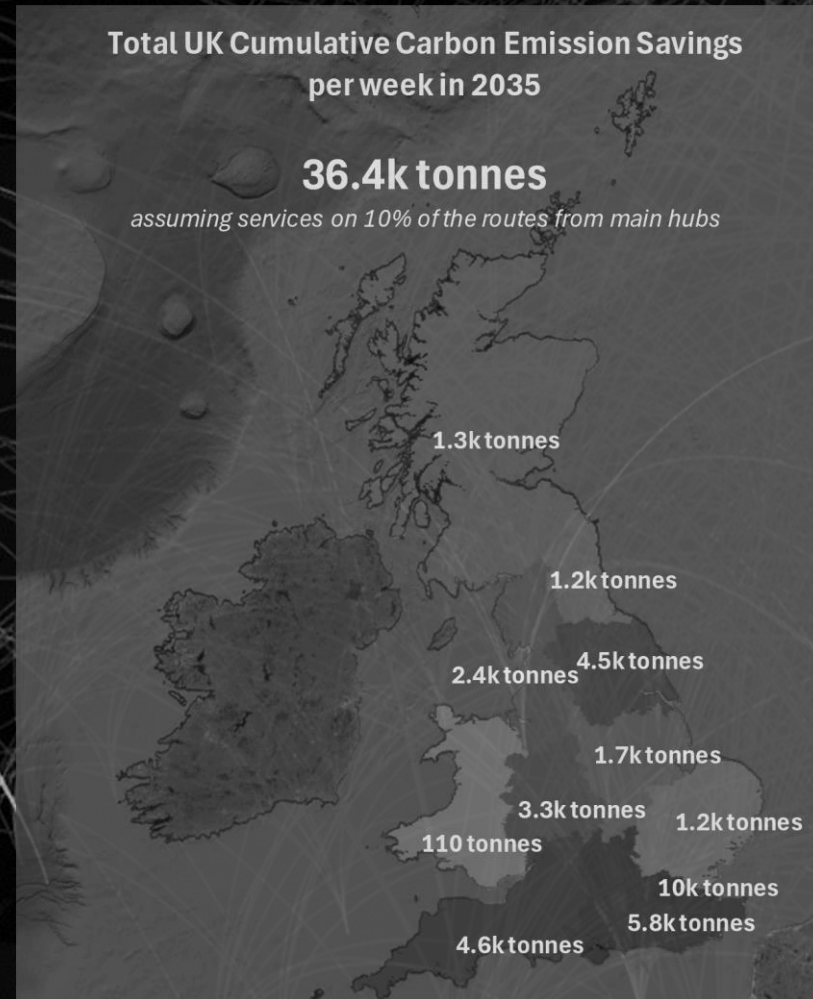 Total UK Cumulative Carbon Emission Savings
per week in 2035
36.4k tonnes
assuming services on 10% of the routes from main hubs
1.3k tonnes
1.2k tonnes
4.5k tonnes
2.4k tonnes
1.7k tonnes
3.3k tonnes
1.2k tonnes
110 tonnes
10k tonnes
5.8k tonnes
4.6k tonnes